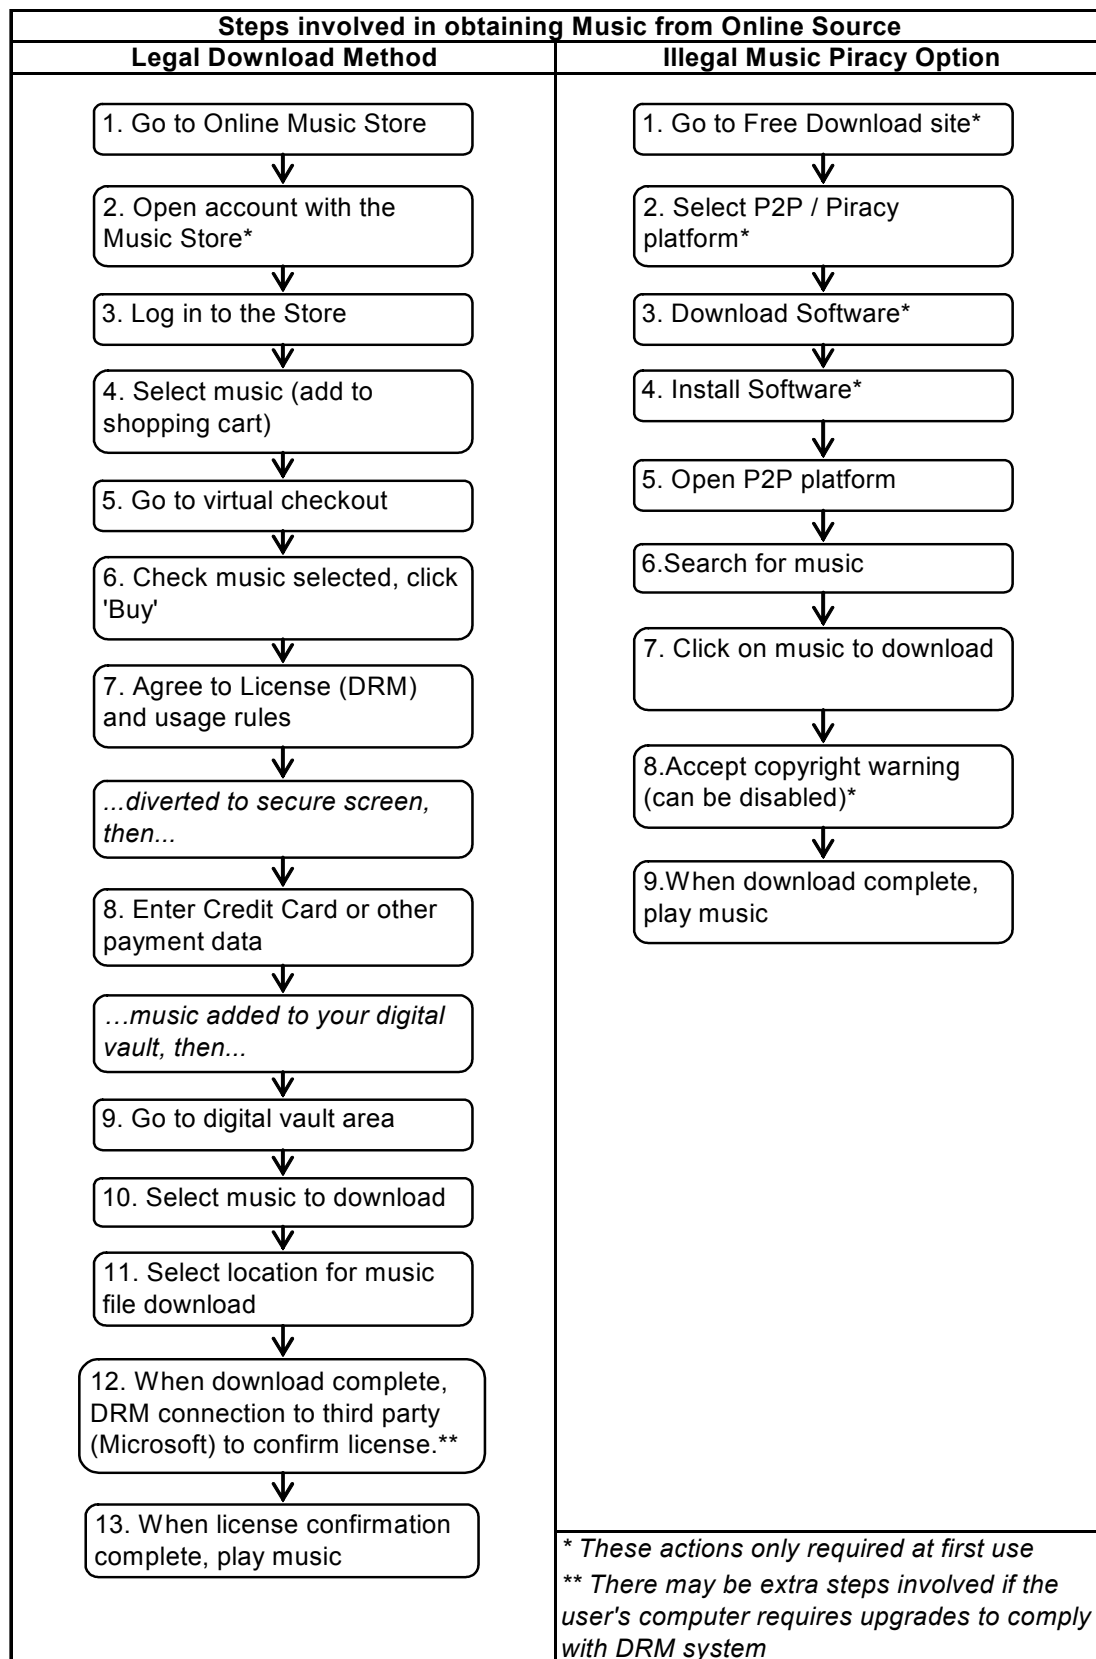 Steps involved in obtaining Music from Online Source
Legal Download Method
1. Go to Online Music Store
2. Open account with the
Music Store*
3. Log in to the Store
4. Select music (add to
shopping cart)
5. Go to virtual checkout
6. Check music selected, click
'Buy'
7. Agree to License (DRM)
and usage rules
...diverted to secure screen,
then...
8. Enter Credit Card or other
payment data
…music added to your digital
vault, then...
9. Go to digital vault area
10. Select music to download
11. Select location for music
file download
12. When download complete,
DRM connection to third party
(Microsoft) to confirm license.**
13. When license confirmation
complete, play music
Illegal Music Piracy Option
1. Go to Free Download site*
2. Select P2P / Piracy
platform*
3. Download Software*
4. Install Software*
5. Open P2P platform
6.Search for music
7. Click on music to download
8.Accept copyright warning
(can be disabled)*
9.When download complete,
play music
* These actions only required at first use
** There may be extra steps involved if the
user's computer requires upgrades to comply
with DRM system